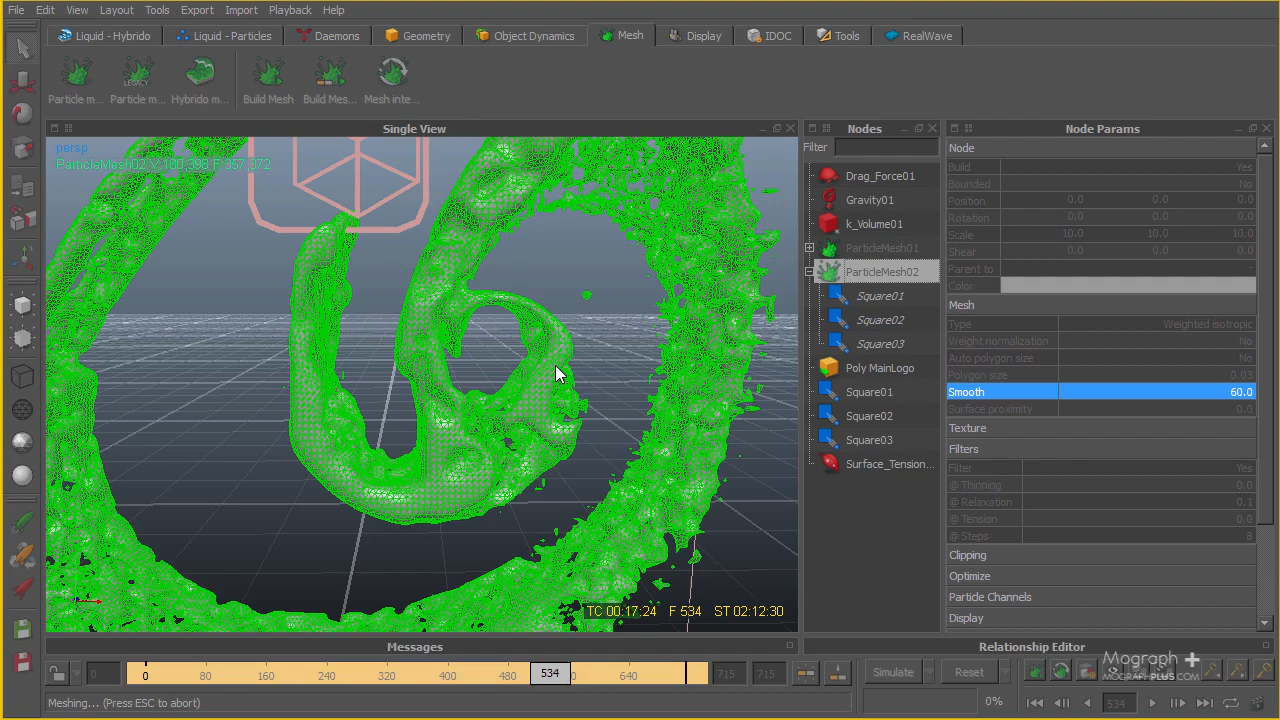 File Edit View Layout Tools Export Import Playback Help
Liquid - Hybrido Liquid - Particles Daemons Geometry Object Dynamics Mesh Display IDOC Tools RealWave
LEGACY
Particle m... Particle m... Hybrido m... Build Mesh Build Mes... Mesh inte...
Single View
persp
ParticleMesh02 V:180,398 F:357,372
TC 00:17:24 F 534 ST 02:12:30
Nodes
Filter
Drag_Force01
Gravity01
k_Volume01
ParticleMesh01
ParticleMesh02
Square01
Square02
Square03
Poly MainLogo
Square01
Square02
Square03
Surface_Tension...
Node Params
Node
Build Yes
Bounded No
Position 0.0 0.0 0.0
Rotation 0.0 0.0 0.0
Scale 10.0 10.0 10.0
Shear 0.0 0.0 0.0
Parent to -
Color
Mesh
Type Weighted isotropic
Weight normalization No
Auto polygon size No
Polygon size 0.03
Smooth 60.0
Surface proximity 0.0
Texture
Filters
Filter Yes
@ Thinning 0.0
@ Relaxation 0.1
@ Tension 0.0
@ Steps 8
Clipping
Optimize
Particle Channels
Display
Messages
Relationship Editor
0 0 80 160 240 320 400 480 534 640 715 715
Simulate Reset
Mograph +
MOGRAPHPLUS.COM
Meshing... (Press ESC to abort)
0%
534